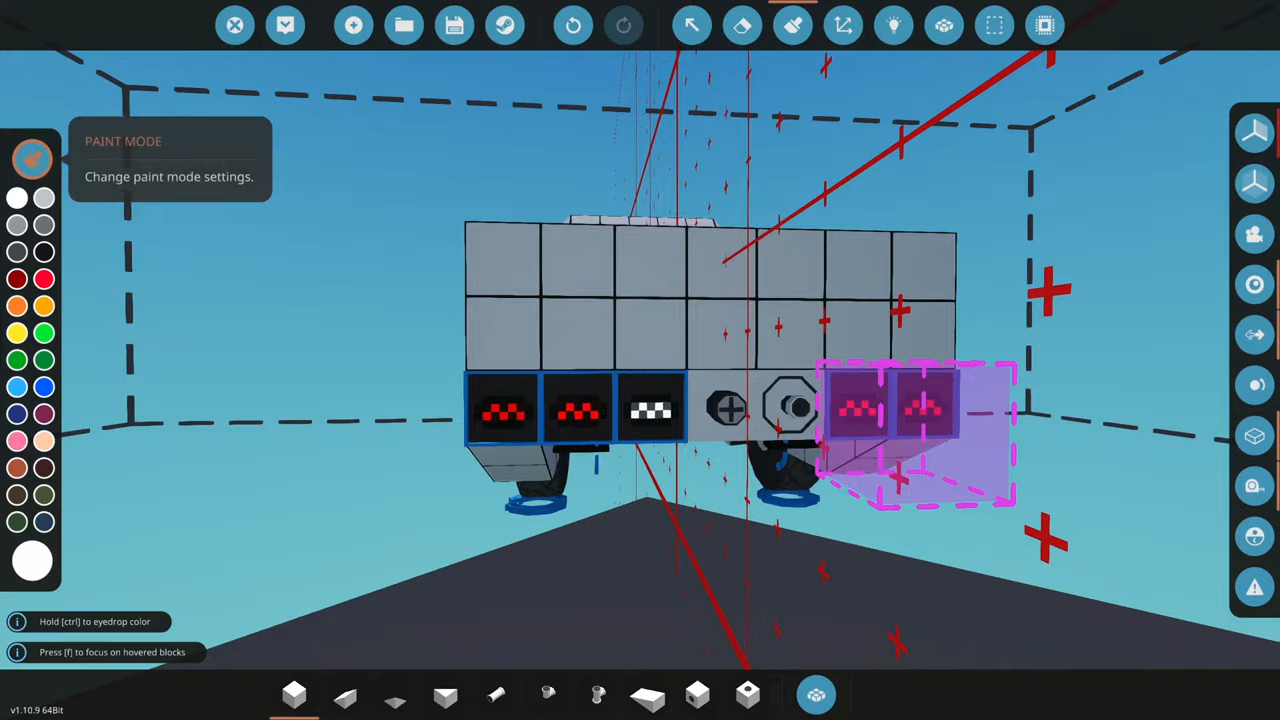 PAINT MODE
Change paint mode settings.
Hold [ctrl] to eyedrop color
Press [f] to focus on hovered blocks
v1.10.9 64Bit